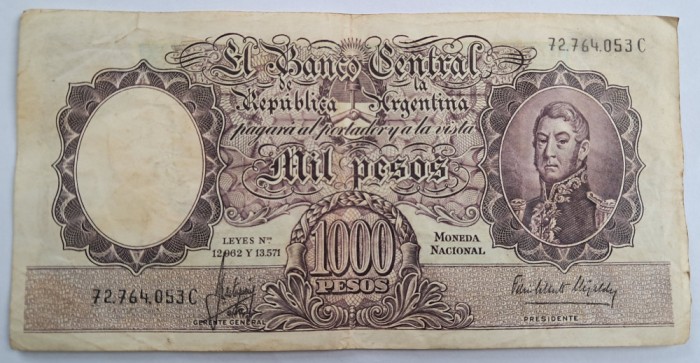 72.764.053 C
El Banco Central
de la
República Argentina
pagará al portador y a la vista
Mil pesos
LEYES Nros
12.962 Y 13.571
1000
PESOS
MONEDA
NACIONAL
72.764.053 C
GERENTE GENERAL
PRESIDENTE